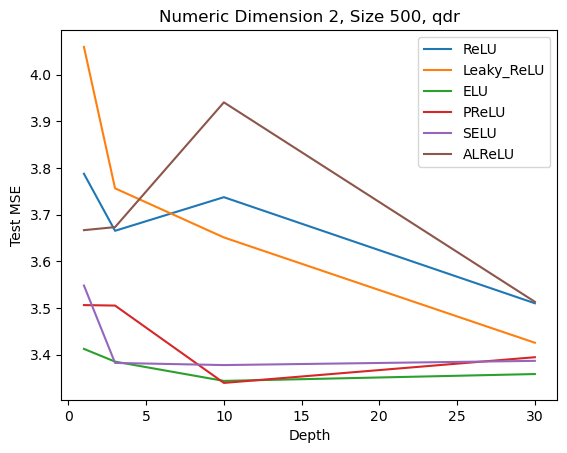 Numeric Dimension 2, Size 500, qdr
ReLU
Leaky_ReLU
ELU
PReLU
SELU
ALReLU
Test MSE
4.0
3.9
3.8
3.7
3.6
3.5
3.4
0 5 10 15 20 25 30
Depth